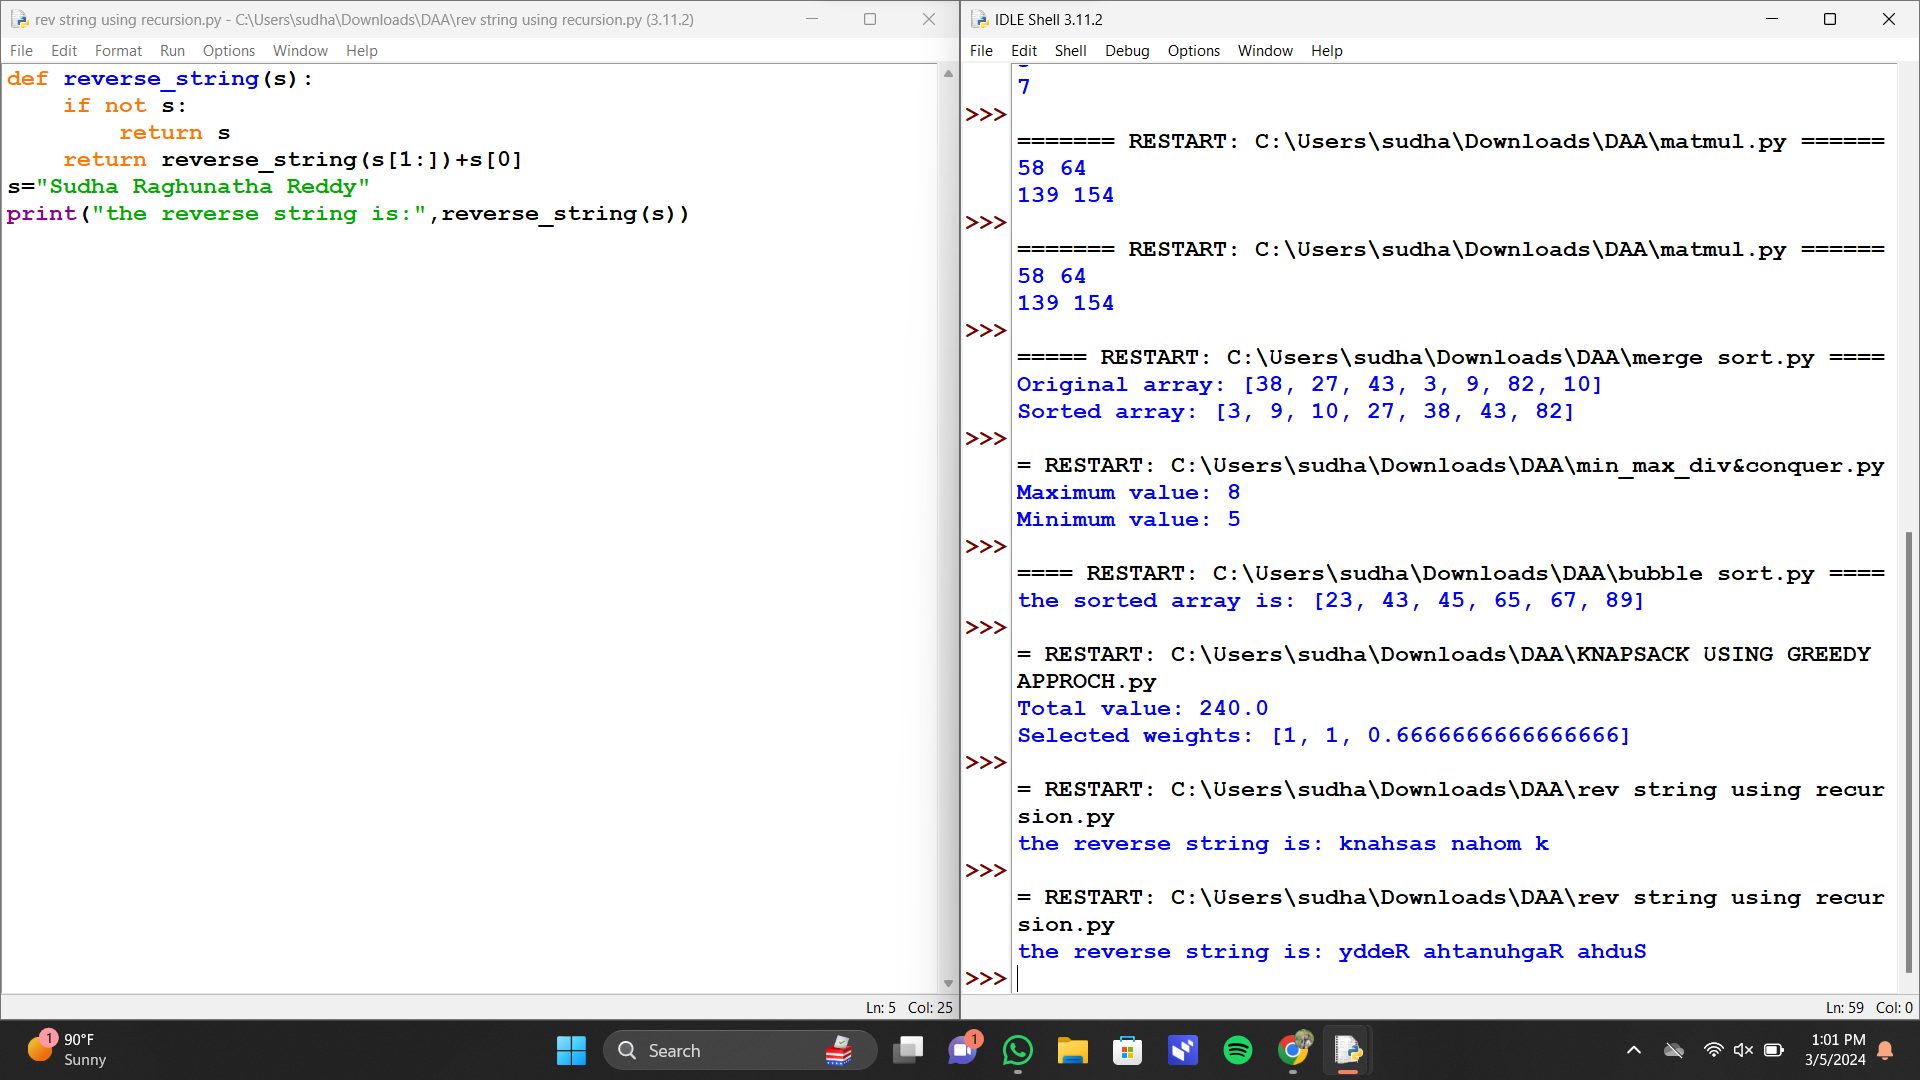 rev string using recursion.py - C:\Users\sudha\Downloads\DAA\rev string using recursion.py (3.11.2)
File Edit Format Run Options Window Help
def reverse_string(s):
    if not s:
        return s
    return reverse_string(s[1:])+s[0]
s="Sudha Raghunatha Reddy"
print("the reverse string is:",reverse_string(s))
Ln: 5 Col: 25
IDLE Shell 3.11.2
File Edit Shell Debug Options Window Help
7
>>>
======= RESTART: C:\Users\sudha\Downloads\DAA\matmul.py ======
58 64
139 154
>>>
======= RESTART: C:\Users\sudha\Downloads\DAA\matmul.py ======
58 64
139 154
>>>
===== RESTART: C:\Users\sudha\Downloads\DAA\merge sort.py ====
Original array: [38, 27, 43, 3, 9, 82, 10]
Sorted array: [3, 9, 10, 27, 38, 43, 82]
>>>
= RESTART: C:\Users\sudha\Downloads\DAA\min_max_div&conquer.py
Maximum value: 8
Minimum value: 5
>>>
==== RESTART: C:\Users\sudha\Downloads\DAA\bubble sort.py ====
the sorted array is: [23, 43, 45, 65, 67, 89]
>>>
= RESTART: C:\Users\sudha\Downloads\DAA\KNAPSACK USING GREEDY
APPROCH.py
Total value: 240.0
Selected weights: [1, 1, 0.6666666666666666]
>>>
= RESTART: C:\Users\sudha\Downloads\DAA\rev string using recur
sion.py
the reverse string is: knahsas nahom k
>>>
= RESTART: C:\Users\sudha\Downloads\DAA\rev string using recur
sion.py
the reverse string is: yddeR ahtanuhgaR ahduS
>>>
Ln: 59 Col: 0
1
90°F
Sunny
Search
1
1:01 PM
3/5/2024